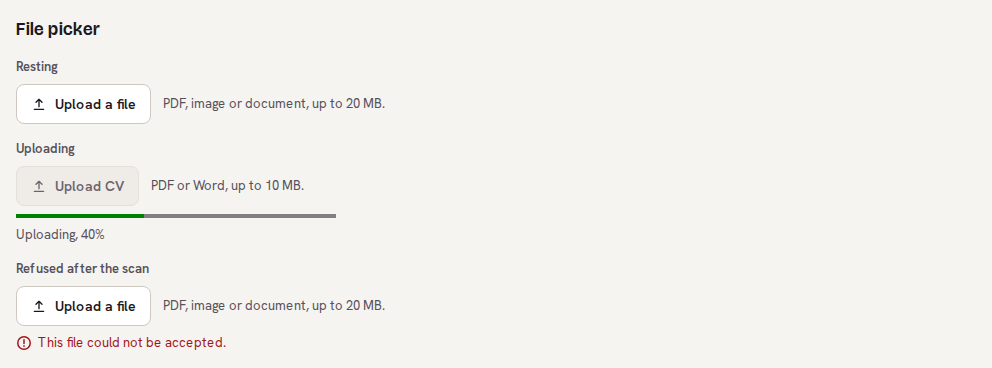 File picker
Resting
Upload a file PDF, image or document, up to 20 MB.
Uploading
Upload CV PDF or Word, up to 10 MB.
Uploading, 40%
Refused after the scan
Upload a file PDF, image or document, up to 20 MB.
This file could not be accepted.